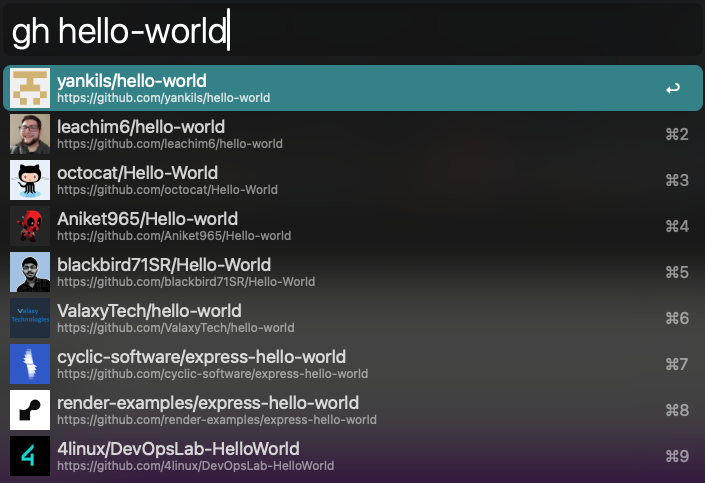 gh hello-world
yankils/hello-world
https://github.com/yankils/hello-world
↩
leachim6/hello-world
https://github.com/leachim6/hello-world
⌘2
octocat/Hello-World
https://github.com/octocat/Hello-World
⌘3
Aniket965/Hello-world
https://github.com/Aniket965/Hello-world
⌘4
blackbird71SR/Hello-World
https://github.com/blackbird71SR/Hello-World
⌘5
Valaxy
Technologies
ValaxyTech/hello-world
https://github.com/ValaxyTech/hello-world
⌘6
cyclic-software/express-hello-world
https://github.com/cyclic-software/express-hello-world
⌘7
render-examples/express-hello-world
https://github.com/render-examples/express-hello-world
⌘8
4linux/DevOpsLab-HelloWorld
https://github.com/4linux/DevOpsLab-HelloWorld
⌘9